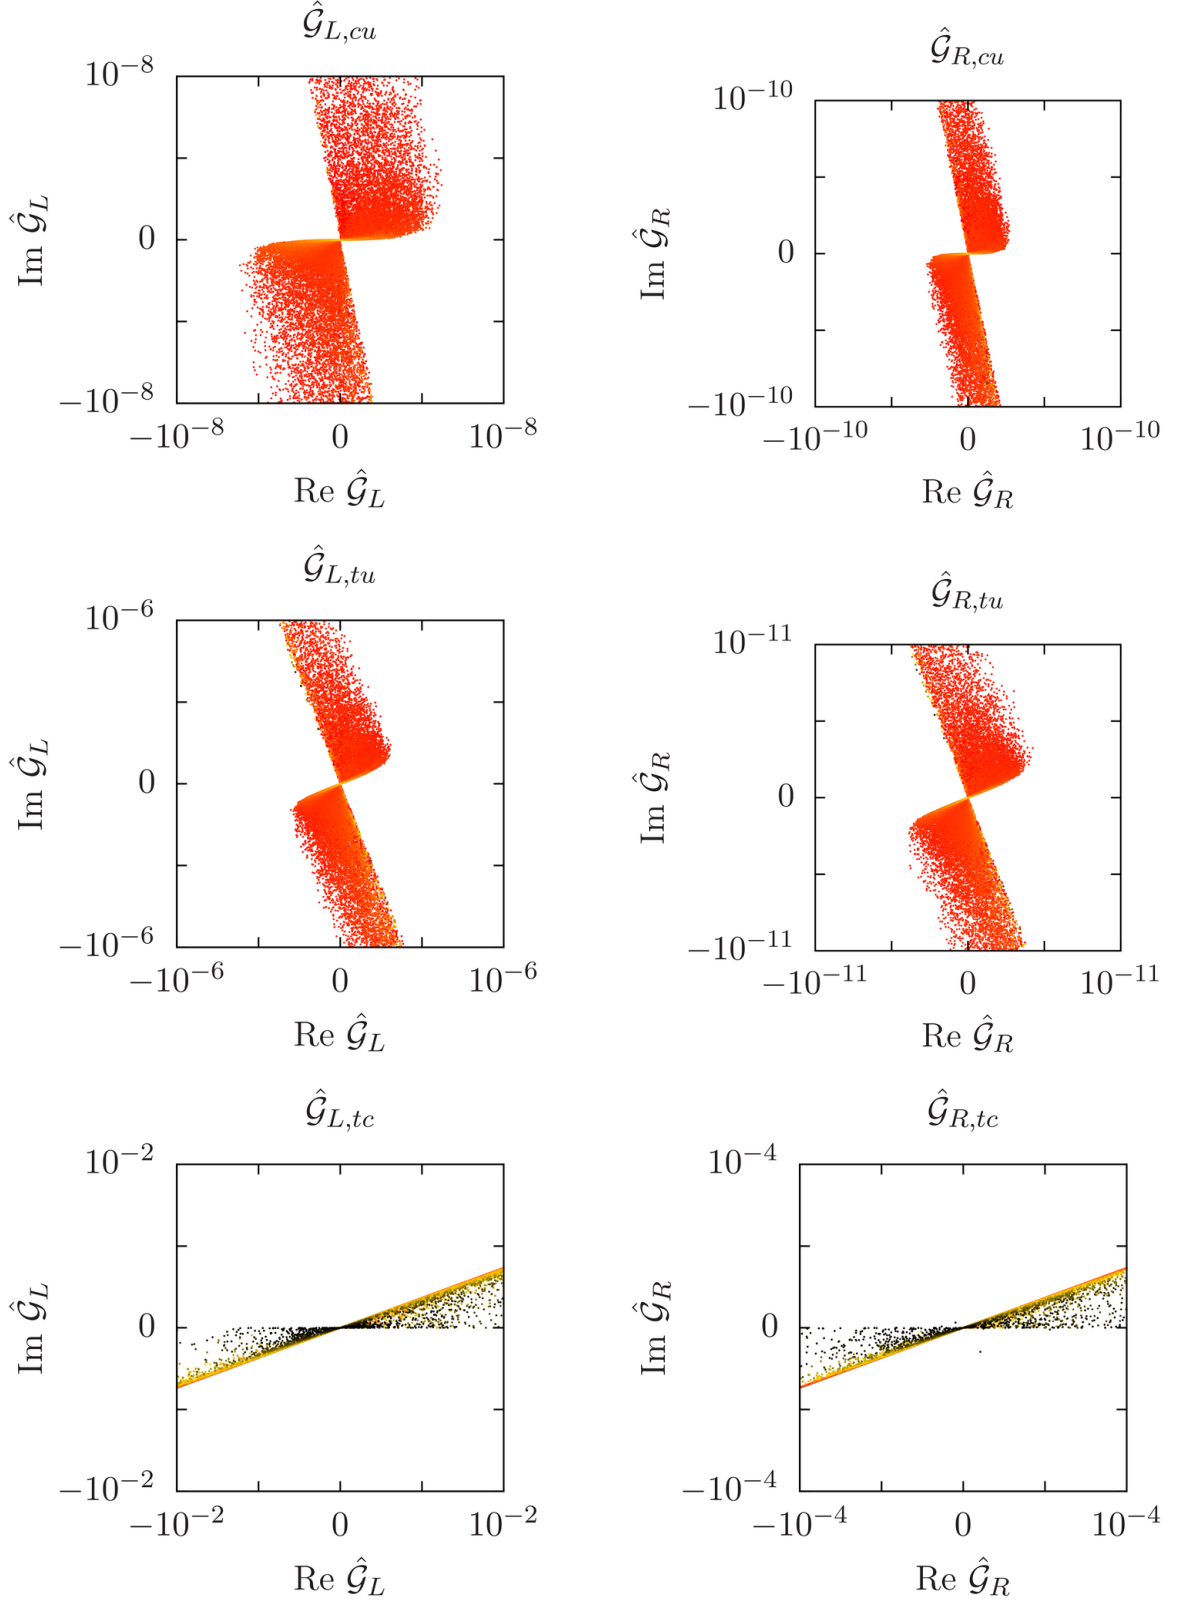 𝒢̂_{L,cu}
10⁻⁸
0
−10⁻⁸
Im 𝒢̂_L
−10⁻⁸ 0 10⁻⁸
Re 𝒢̂_L
𝒢̂_{R,cu}
10⁻¹⁰
0
−10⁻¹⁰
Im 𝒢̂_R
−10⁻¹⁰ 0 10⁻¹⁰
Re 𝒢̂_R
𝒢̂_{L,tu}
10⁻⁶
0
−10⁻⁶
Im 𝒢̂_L
−10⁻⁶ 0 10⁻⁶
Re 𝒢̂_L
𝒢̂_{R,tu}
10⁻¹¹
0
−10⁻¹¹
Im 𝒢̂_R
−10⁻¹¹ 0 10⁻¹¹
Re 𝒢̂_R
𝒢̂_{L,tc}
10⁻²
0
−10⁻²
Im 𝒢̂_L
−10⁻² 0 10⁻²
Re 𝒢̂_L
𝒢̂_{R,tc}
10⁻⁴
0
−10⁻⁴
Im 𝒢̂_R
−10⁻⁴ 0 10⁻⁴
Re 𝒢̂_R